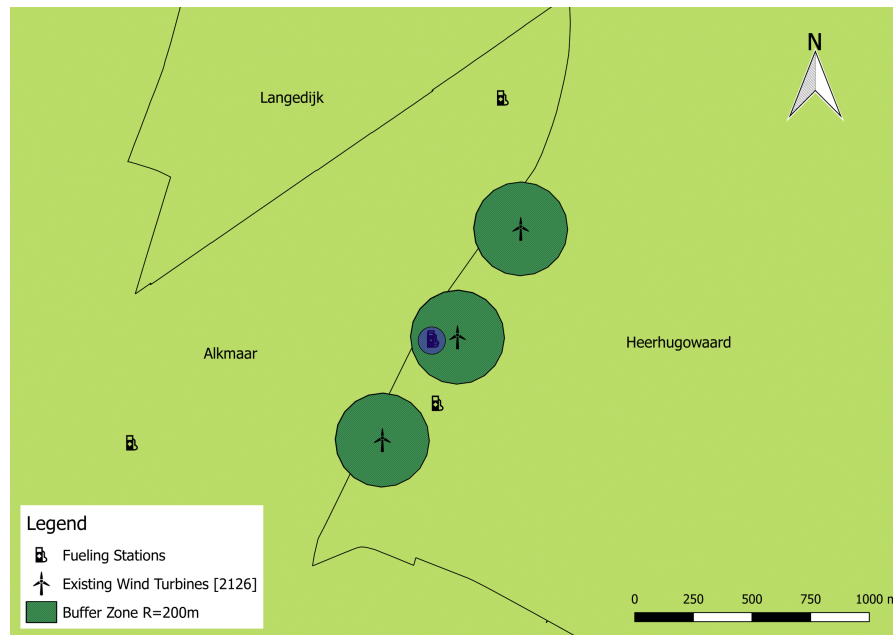 N
Langedijk
Alkmaar
Heerhugowaard
Legend
Fueling Stations
Existing Wind Turbines [2126]
Buffer Zone R=200m
0 250 500 750 1000 m